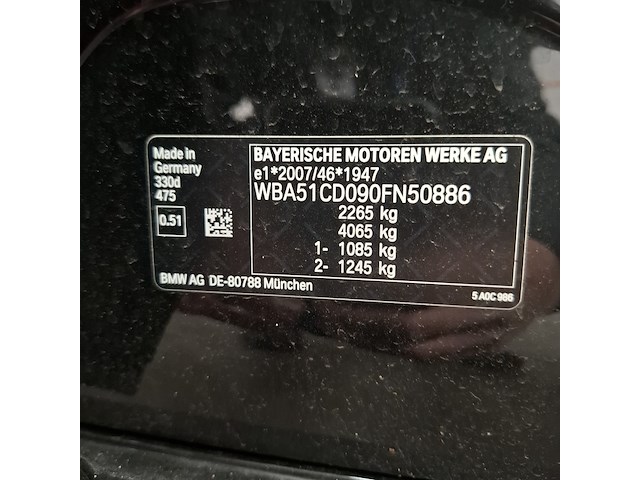 Made in
Germany
330d
475
0.51
BAYERISCHE MOTOREN WERKE AG
e1*2007/46*1947
WBA51CD090FN50886
2265 kg
4065 kg
1- 1085 kg
2- 1245 kg
BMW AG DE-80788 München
5 A0C 986